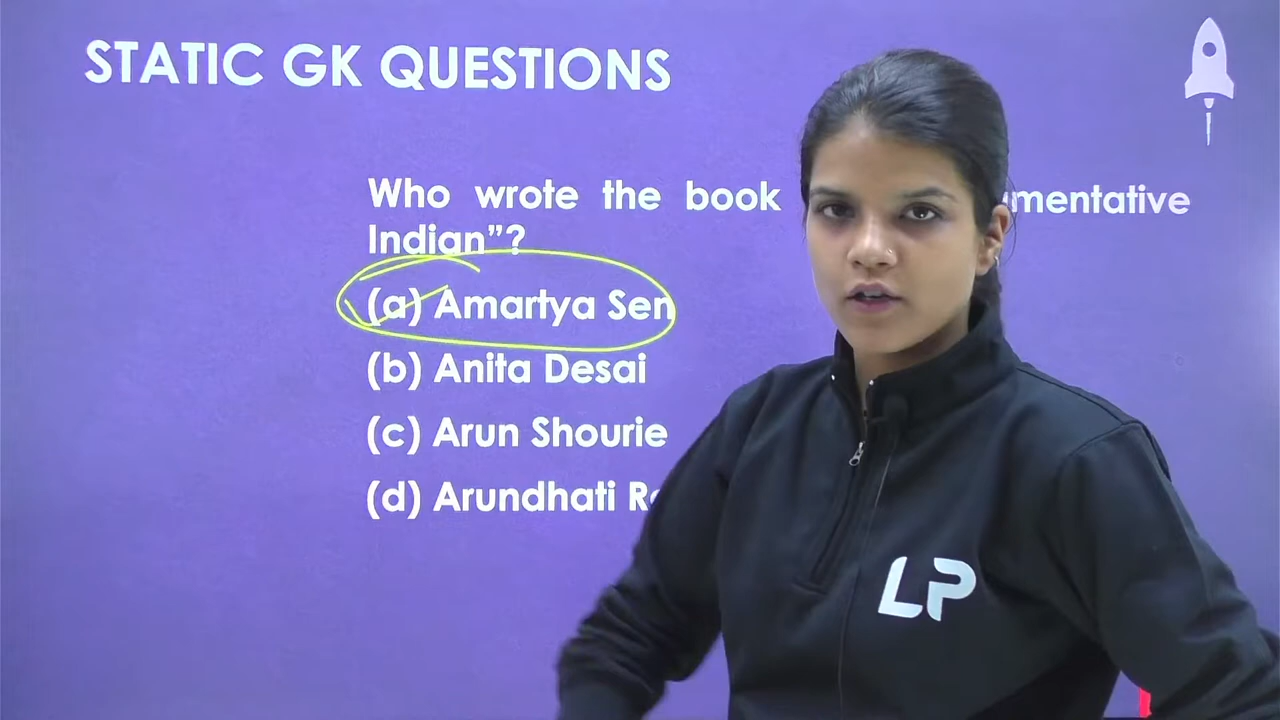 STATIC GK QUESTIONS
Who wrote the book mentative
Indian”?
(a) Amartya Sen
(b) Anita Desai
(c) Arun Shourie
(d) Arundhati
LP